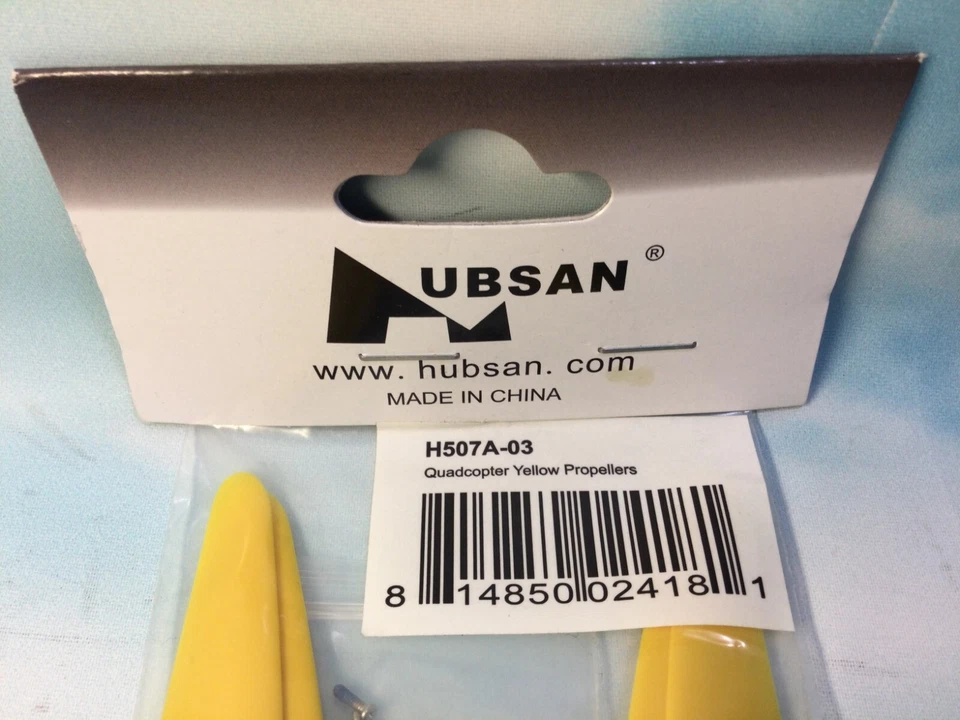 HUBSAN ®
www. hubsan. com
MADE IN CHINA
H507A-03
Quadcopter Yellow Propellers
8 14850 02418 1